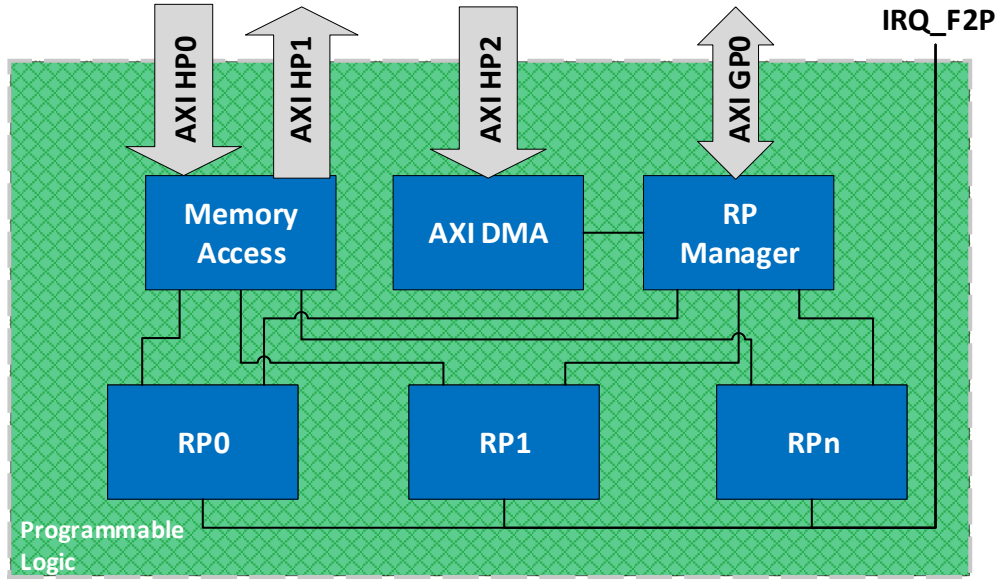 IRQ_F2P
AXI HP0
AXI HP1
AXI HP2
AXI GP0
Memory
Access
AXI DMA
RP
Manager
RP0
RP1
RPn
Programmable
Logic